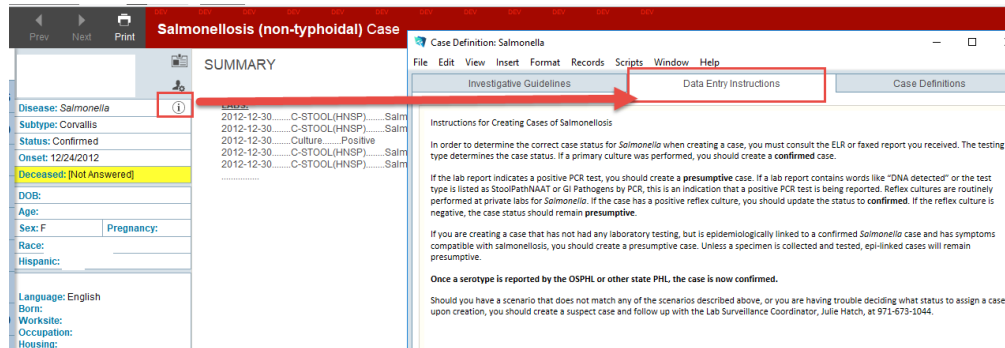 DEV DEV DEV DEV DEV DEV DEV DEV DEV DEV DEV DEV
Prev Next Print
Salmonellosis (non-typhoidal) Case
SUMMARY
Disease: Salmonella
Subtype: Corvallis
Status: Confirmed
Onset: 12/24/2012
Deceased: [Not Answered]
DOB:
Age:
Sex: F Pregnancy:
Race:
Hispanic:
Language: English
Born:
Worksite:
Occupation:
Housing:
LABS:
2012-12-30.......C-STOOL(HNSP).......Salm
2012-12-30.......C-STOOL(HNSP).......Salm
2012-12-30.......Culture.......Positive
2012-12-30.......C-STOOL(HNSP).......Salm
2012-12-30.......C-STOOL(HNSP).......Salm
...............
Case Definition: Salmonella
File Edit View Insert Format Records Scripts Window Help
Investigative Guidelines Data Entry Instructions Case Definitions
Instructions for Creating Cases of Salmonellosis
In order to determine the correct case status for Salmonella when creating a case, you must consult the ELR or faxed report you received. The testing
type determines the case status. If a primary culture was performed, you should create a confirmed case.
If the lab report indicates a positive PCR test, you should create a presumptive case. If a lab report contains words like “DNA detected” or the test
type is listed as StoolPathNAAT or GI Pathogens by PCR, this is an indication that a positive PCR test is being reported. Reflex cultures are routinely
performed at private labs for Salmonella. If the case has a positive reflex culture, you should update the status to confirmed. If the reflex culture is
negative, the case status should remain presumptive.
If you are creating a case that has not had any laboratory testing, but is epidemiologically linked to a confirmed Salmonella case and has symptoms
compatible with salmonellosis, you should create a presumptive case. Unless a specimen is collected and tested, epi-linked cases will remain
presumptive.
Once a serotype is reported by the OSPHL or other state PHL, the case is now confirmed.
Should you have a scenario that does not match any of the scenarios described above, or you are having trouble deciding what status to assign a case
upon creation, you should create a suspect case and follow up with the Lab Surveillance Coordinator, Julie Hatch, at 971-673-1044.